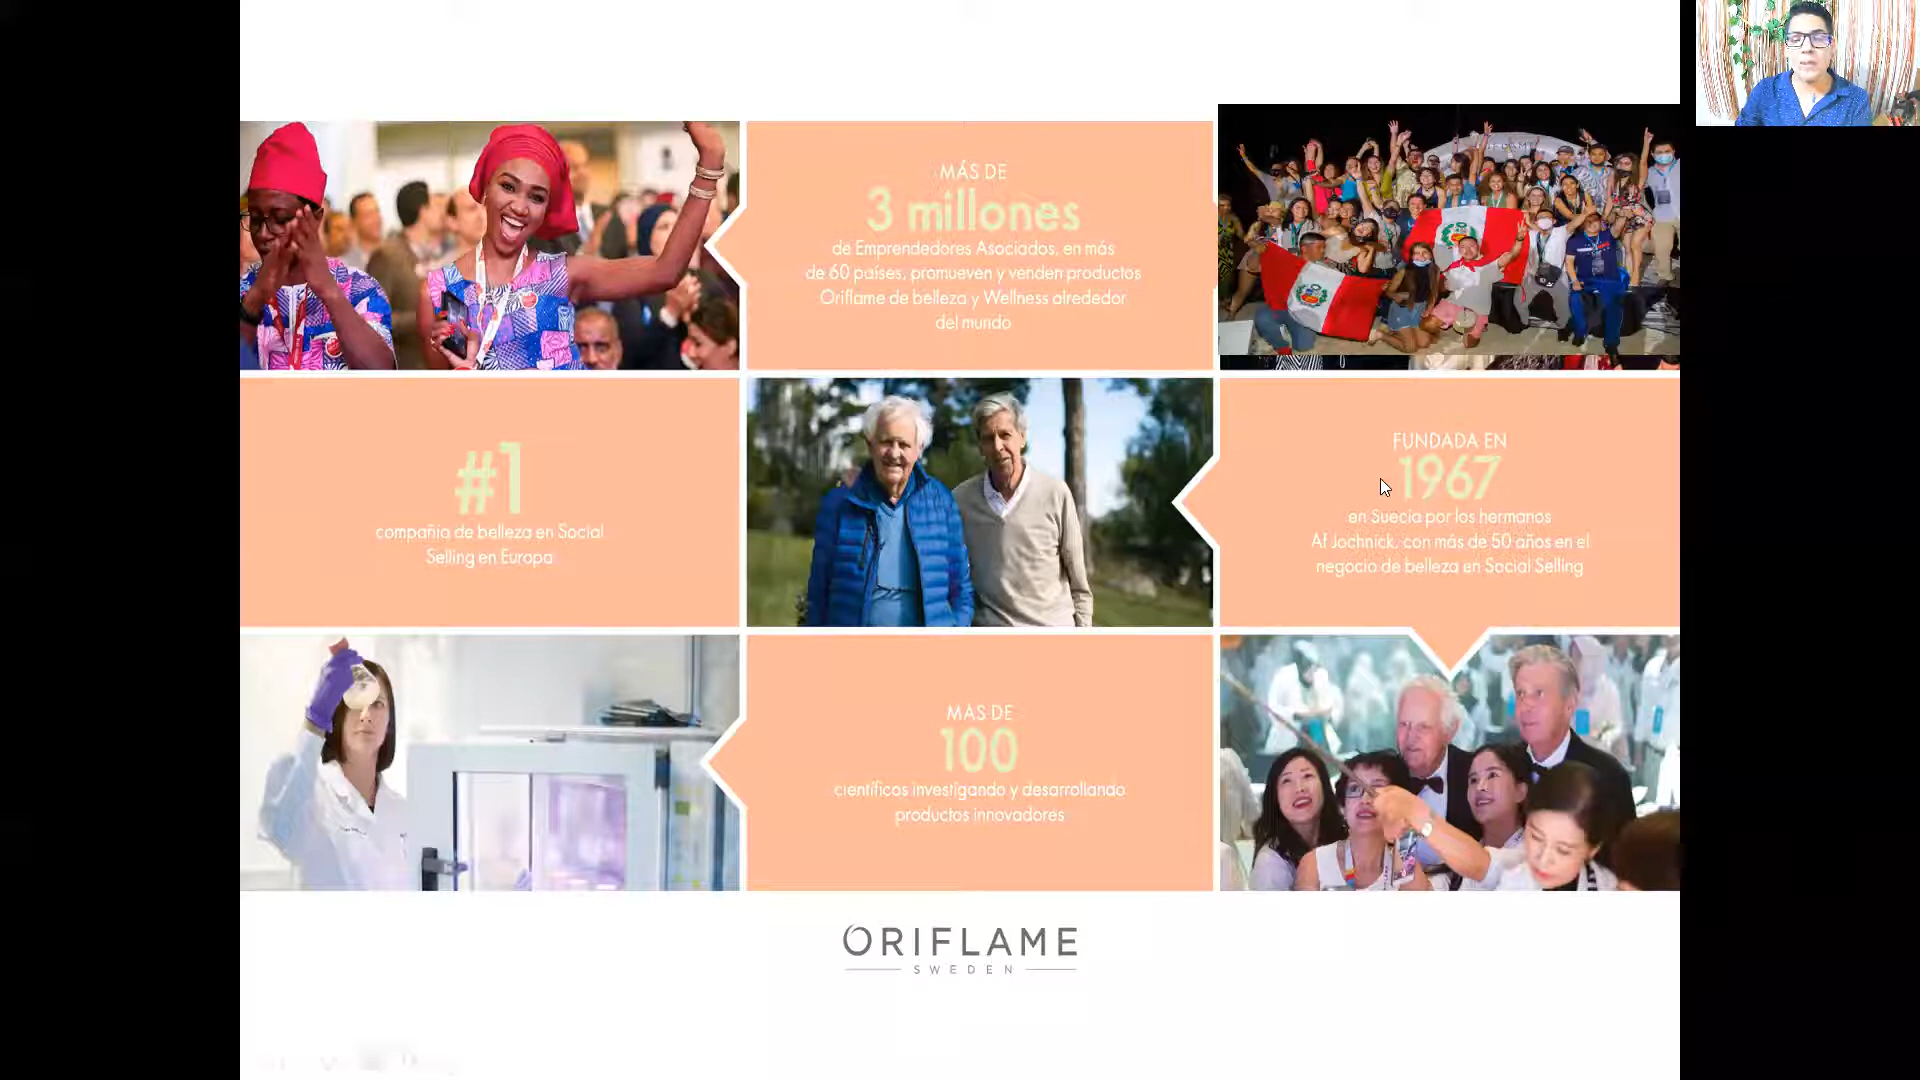 MÁS DE
3 millones
de Emprendedores Asociados, en más
de 60 países, promueven y venden productos
Oriflame de belleza y Wellness alrededor
del mundo
#1
compañía de belleza en Social
Selling en Europa
FUNDADA EN
1967
en Suecia por los hermanos
Af Jochnick, con más de 50 años en el
negocio de belleza en Social Selling
MÁS DE
100
científicos investigando y desarrollando
productos innovadores
ORIFLAME
SWEDEN